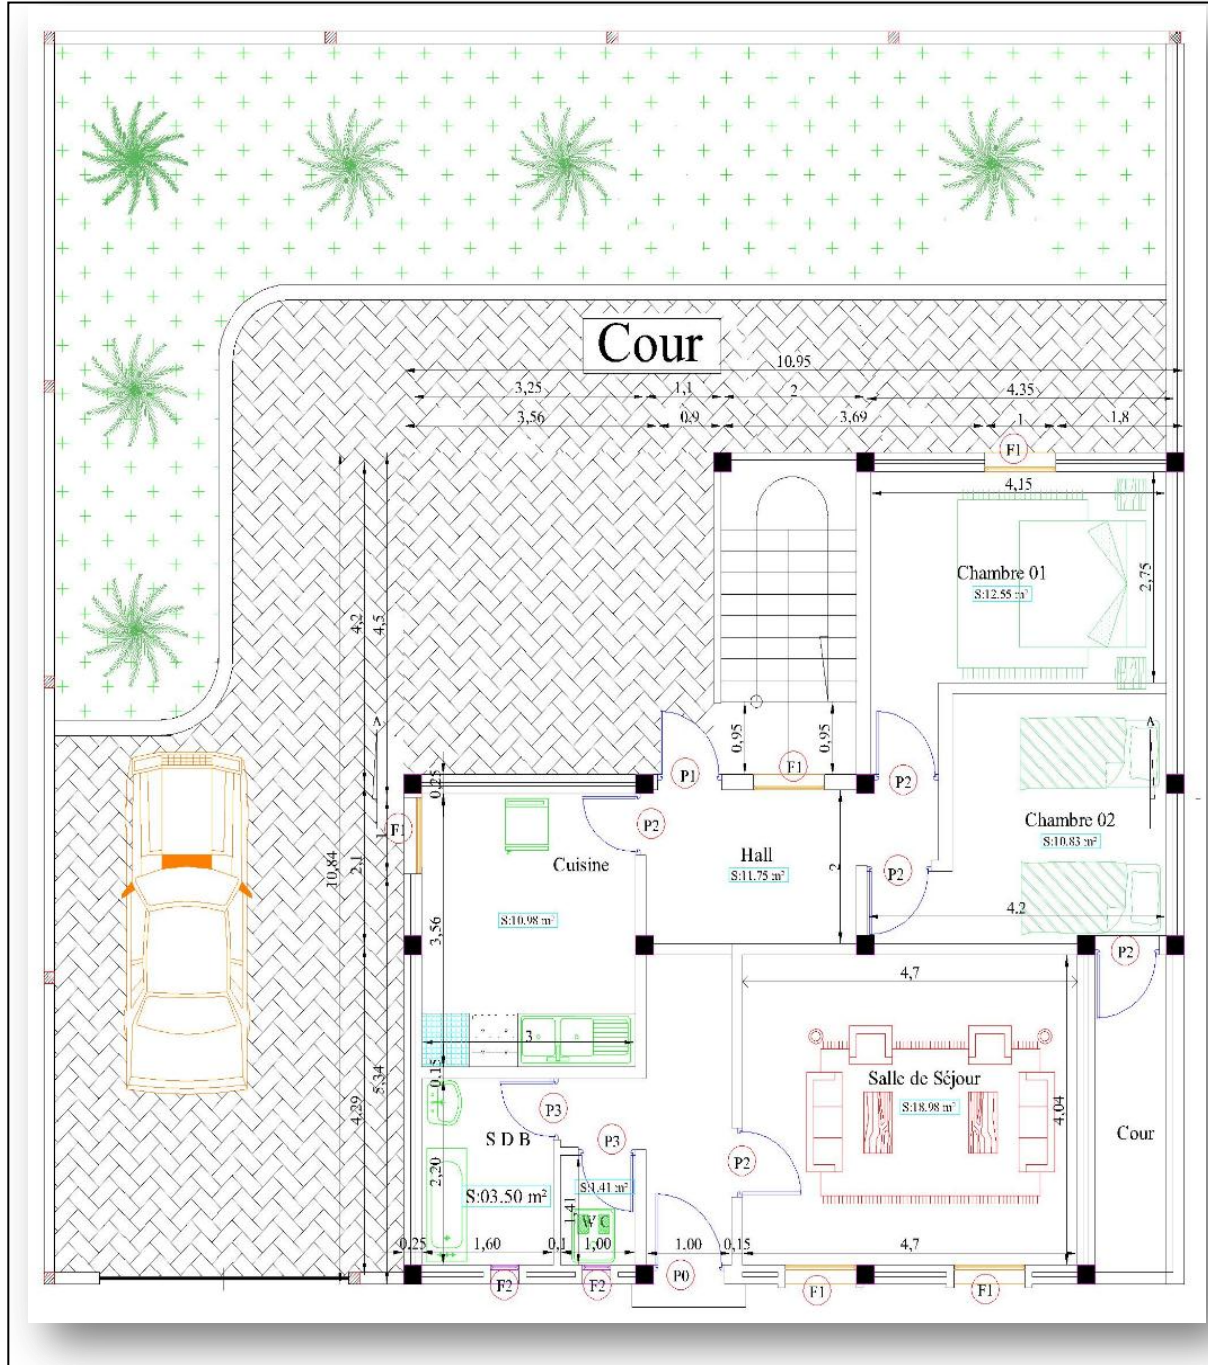 Cour
10.95
3,25 1,1 2 4.35
3,56 0.9 3,69 1 1,8
F1
4,15
Chambre 01
S:12.55 m²
2,75
4,2 4,5
0,95 0,95
A A
P1 F1 P2
0,25
F1 1
P2
Cuisine
Hall
S:11.75 m²
2
Chambre 02
S:10.83 m²
P2
10,84 2,1
S:10.98 m²
3,56
4.2
P2
4,7
3
0,15
5,34
4,29
Salle de Séjour
S:18.98 m²
4,04
Cour
P3
S D B
P3
P2
2,20
S:03.50 m²
S:1.41 m²
1,41
W C
0,25 1,60 0,1 1,00 1.00 0,15 4,7
F2 F2 P0 F1 F1